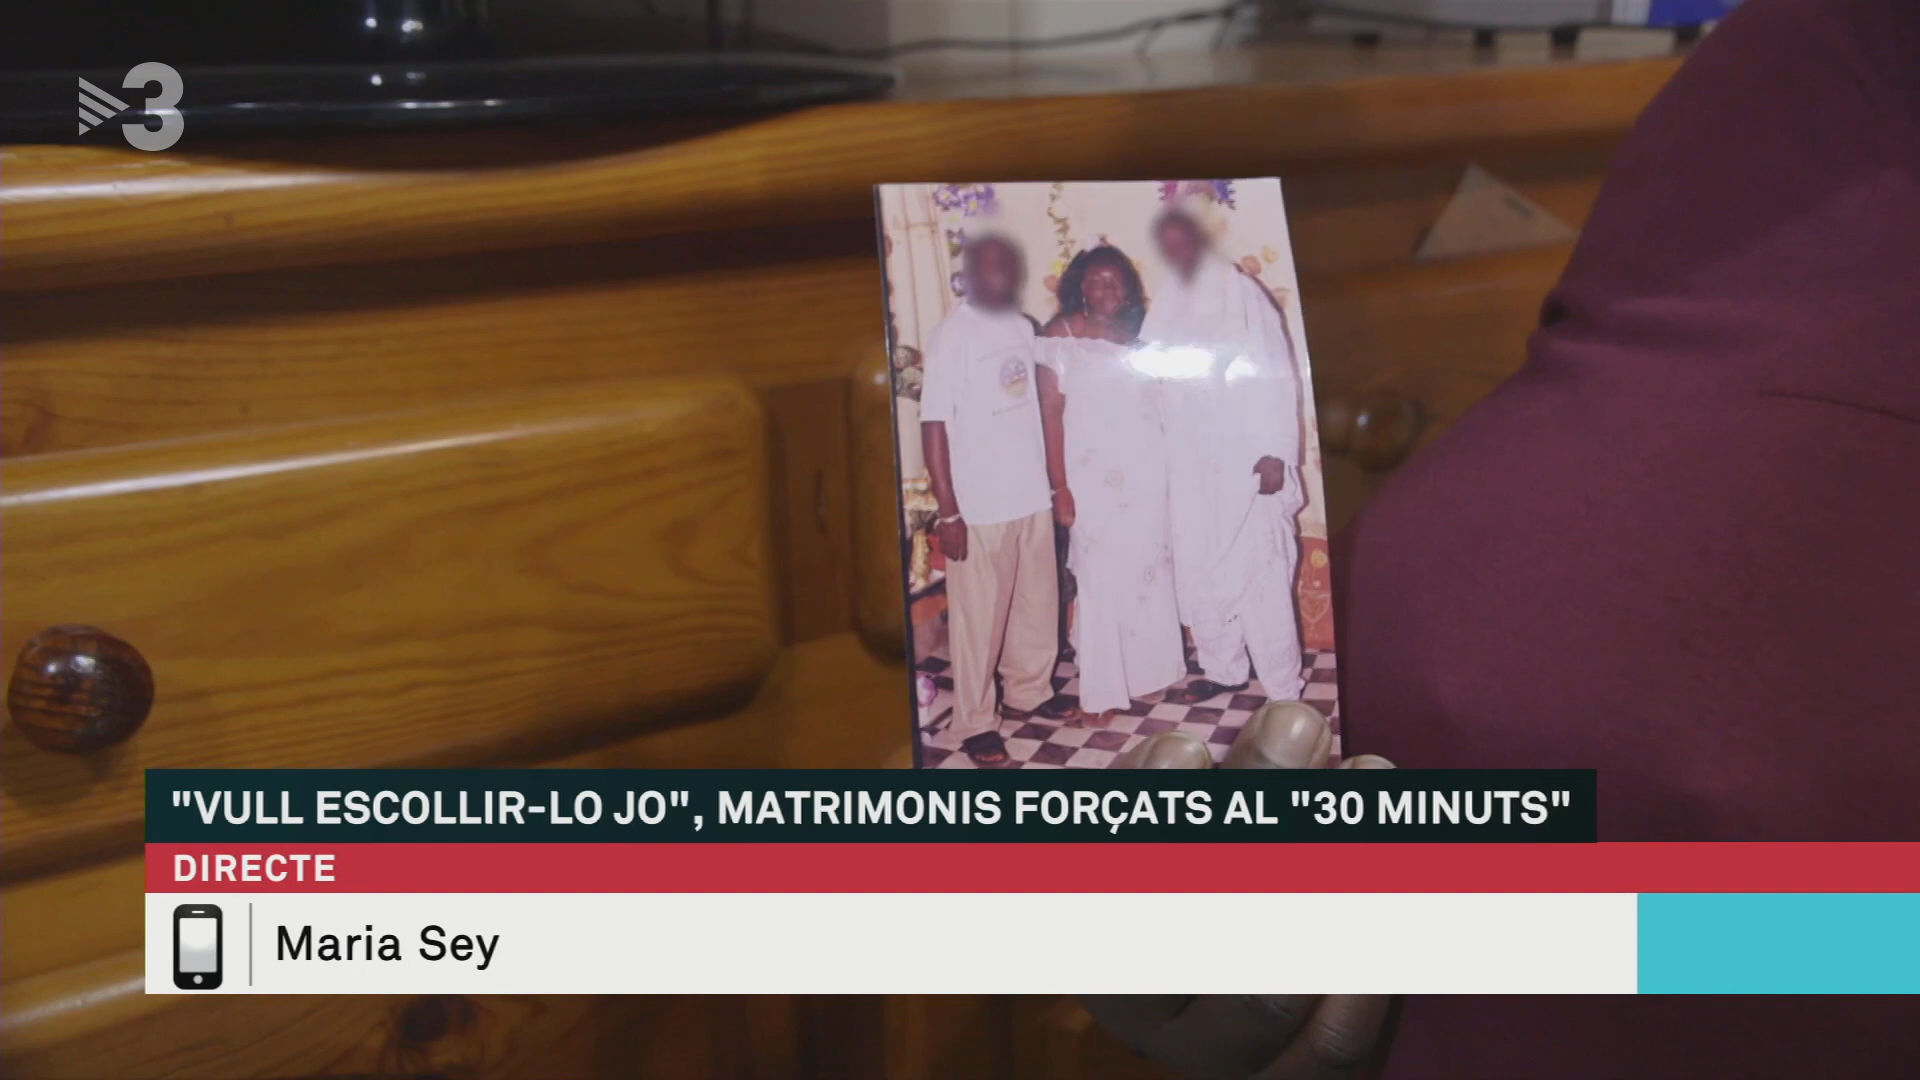 3
"VULL ESCOLLIR-LO JO", MATRIMONIS FORÇATS AL "30 MINUTS"
DIRECTE
Maria Sey